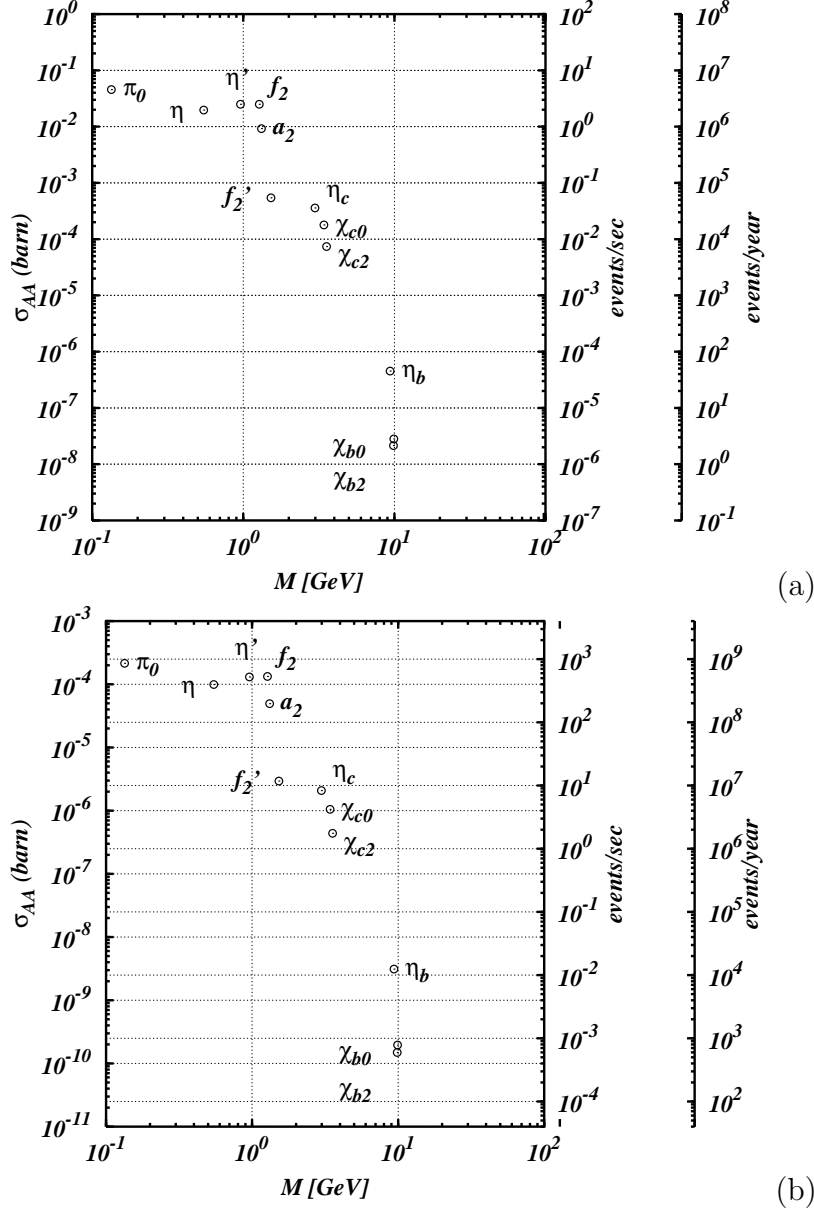 10^0 10^2 10^8
10^-1 η' f_2 10^1 10^7
π_0
η
10^-2 a_2 10^0 10^6
10^-3 f_2' η_c 10^-1 10^5
χ_c0
10^-4 χ_c2 10^-2 10^4
σ_AA (barn) events/sec events/year
10^-5 10^-3 10^3
10^-6 η_b 10^-4 10^2
10^-7 χ_b0 10^-5 10^1
10^-8 χ_b2 10^-6 10^0
10^-9 10^-7 10^-1
10^-1 10^0 10^1 10^2
M [GeV] (a)
10^-3
η' f_2 10^3 10^9
π_0
10^-4 η
a_2 10^2 10^8
10^-5
f_2' η_c 10^1 10^7
10^-6 χ_c0
χ_c2 10^0 10^6
10^-7
σ_AA (barn) events/sec events/year
10^-1 10^5
10^-8
η_b 10^-2 10^4
10^-9
χ_b0 10^-3 10^3
10^-10
χ_b2 10^-4 10^2
10^-11
10^-1 10^0 10^1 10^2
M [GeV] (b)